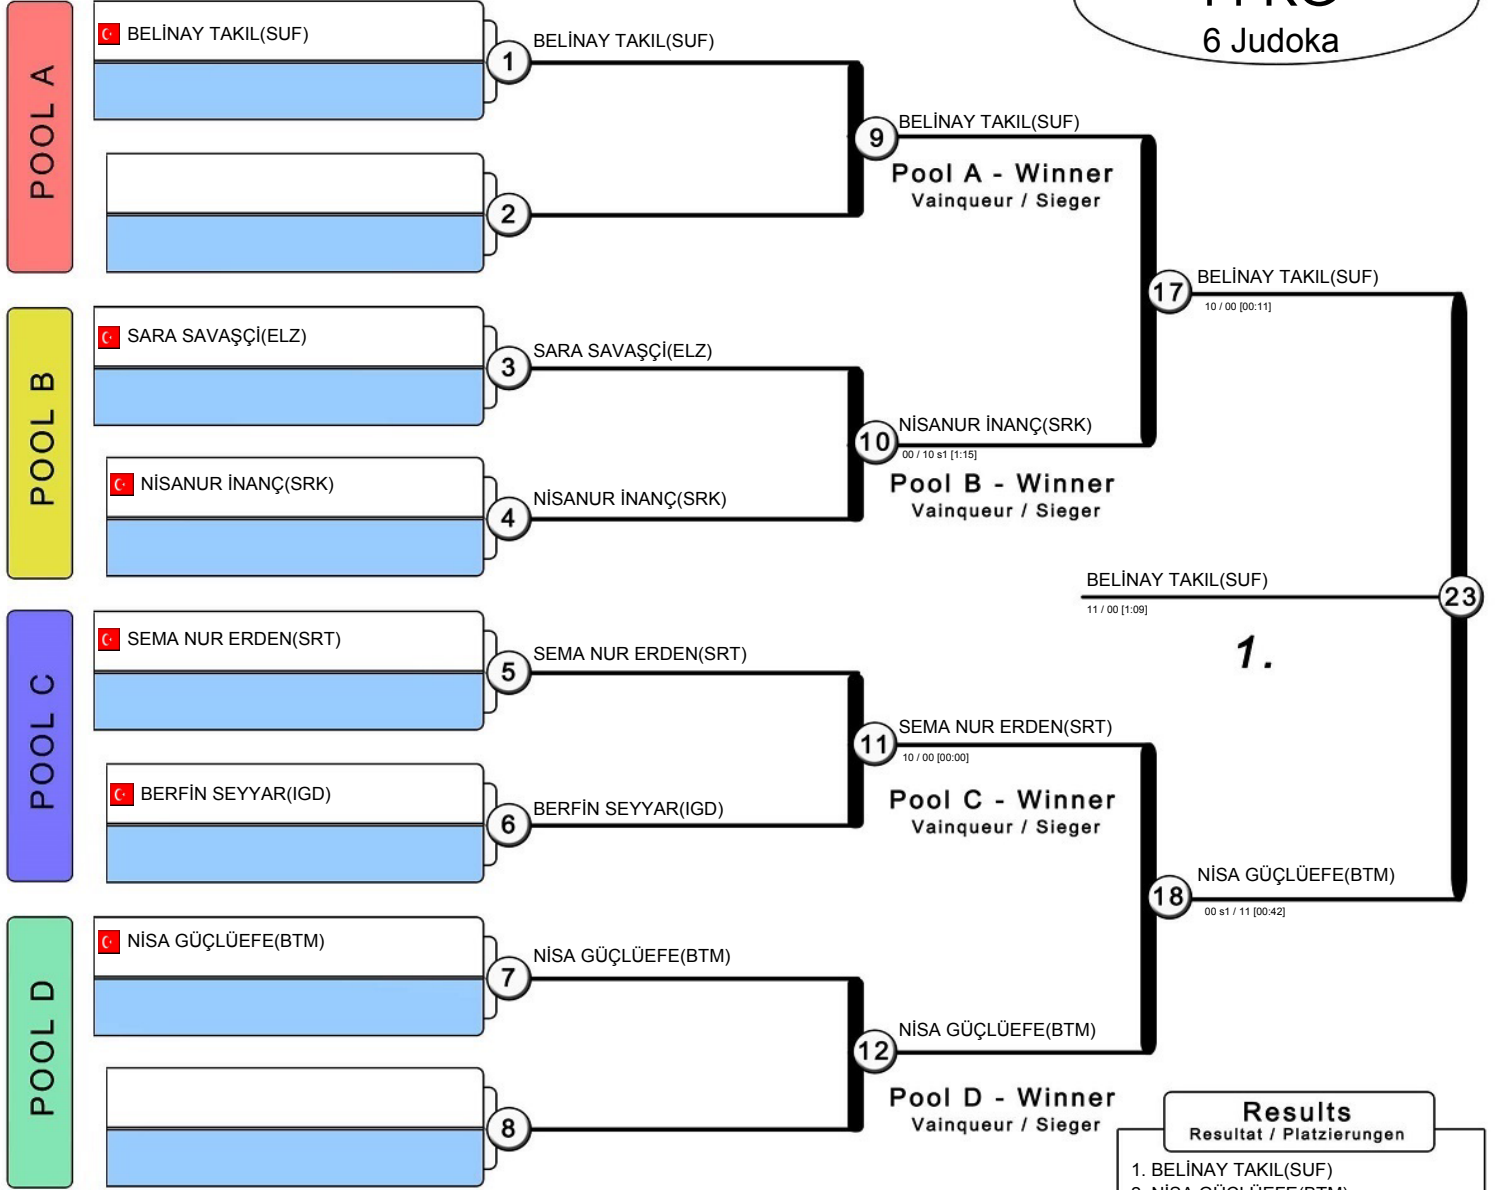 6 Judoka
POOL A
BELİNAY TAKIL(SUF)
1
BELİNAY TAKIL(SUF)
2
9
BELİNAY TAKIL(SUF)
Pool A - Winner
Vainqueur / Sieger
POOL B
SARA SAVAŞÇİ(ELZ)
3
SARA SAVAŞÇİ(ELZ)
NİSANUR İNANÇ(SRK)
4
NİSANUR İNANÇ(SRK)
10
NİSANUR İNANÇ(SRK)
00 / 10 s1 [1:15]
Pool B - Winner
Vainqueur / Sieger
17
BELİNAY TAKIL(SUF)
10 / 00 [00:11]
BELİNAY TAKIL(SUF)
11 / 00 [1:09]
23
1.
POOL C
SEMA NUR ERDEN(SRT)
5
SEMA NUR ERDEN(SRT)
BERFİN SEYYAR(IGD)
6
BERFİN SEYYAR(IGD)
11
SEMA NUR ERDEN(SRT)
10 / 00 [00:00]
Pool C - Winner
Vainqueur / Sieger
18
NİSA GÜÇLÜEFE(BTM)
00 s1 / 11 [00:42]
POOL D
NİSA GÜÇLÜEFE(BTM)
7
NİSA GÜÇLÜEFE(BTM)
8
12
NİSA GÜÇLÜEFE(BTM)
Pool D - Winner
Vainqueur / Sieger
Results
Resultat / Platzierungen
1. BELİNAY TAKIL(SUF)
2. NİSA GÜÇLÜEFE(BTM)